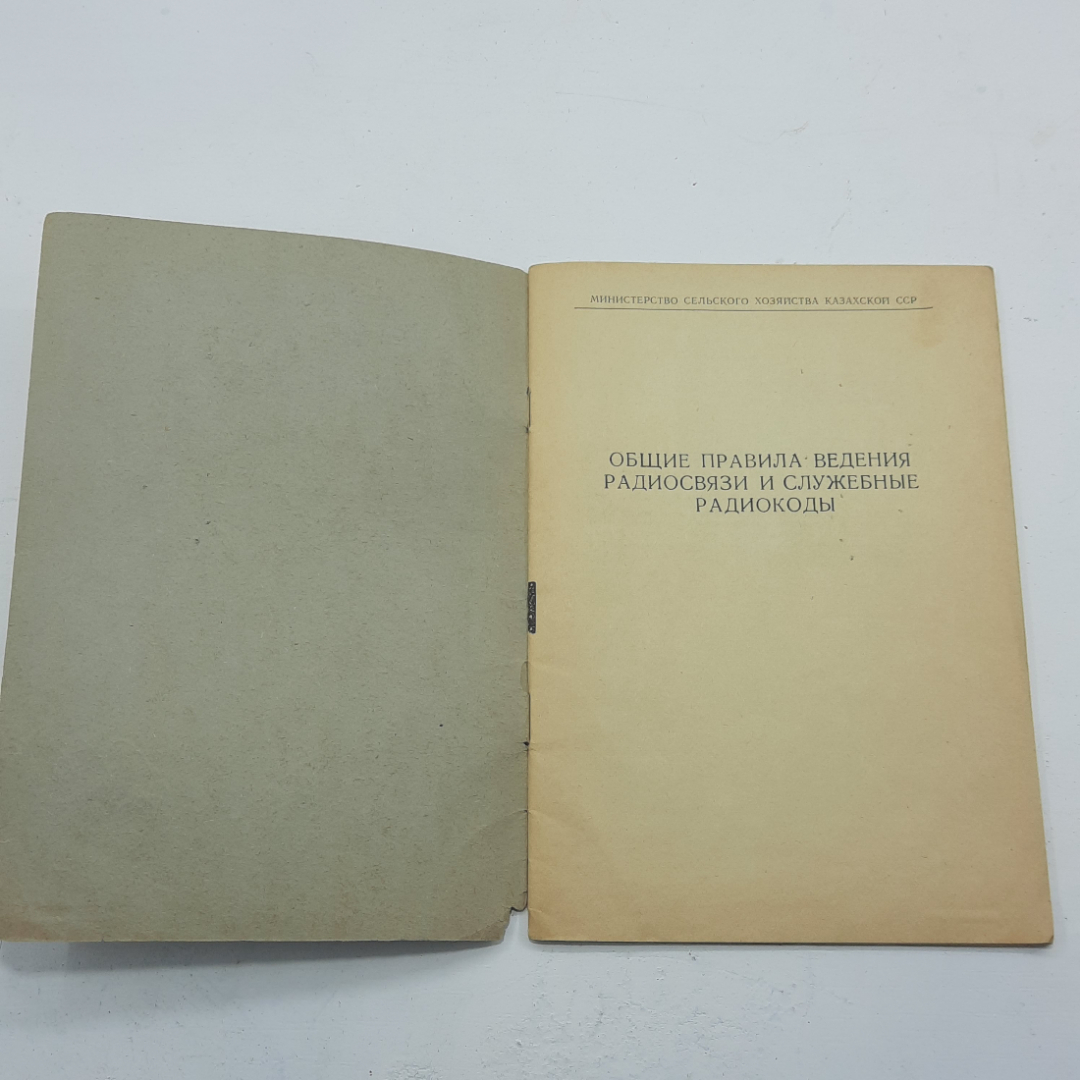 МИНИСТЕРСТВО СЕЛЬСКОГО ХОЗЯЙСТВА КАЗАХСКОЙ ССР
ОБЩИЕ ПРАВИЛА ВЕДЕНИЯ
РАДИОСВЯЗИ И СЛУЖЕБНЫЕ
РАДИОКОДЫ